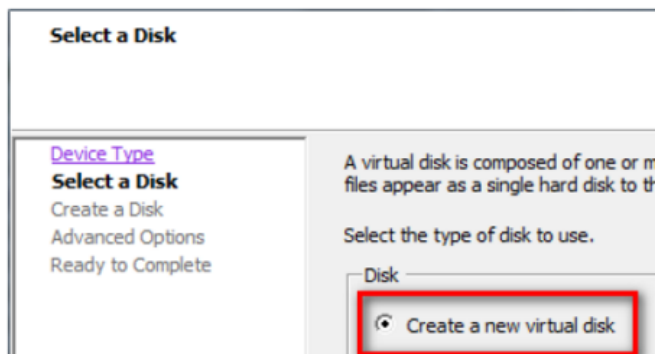 Select a Disk
Device Type
Select a Disk
Create a Disk
Advanced Options
Ready to Complete
A virtual disk is composed of one or
files appear as a single hard disk to
Select the type of disk to use.
Disk
Create a new virtual disk